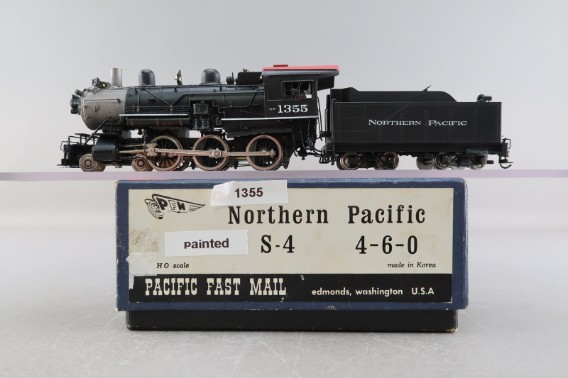 1355
NORTHERN PACIFIC
1355
PFM
Northern Pacific
painted
S-4 4-6-0
HO scale made in Korea
PACIFIC FAST MAIL edmonds, washington U.S.A